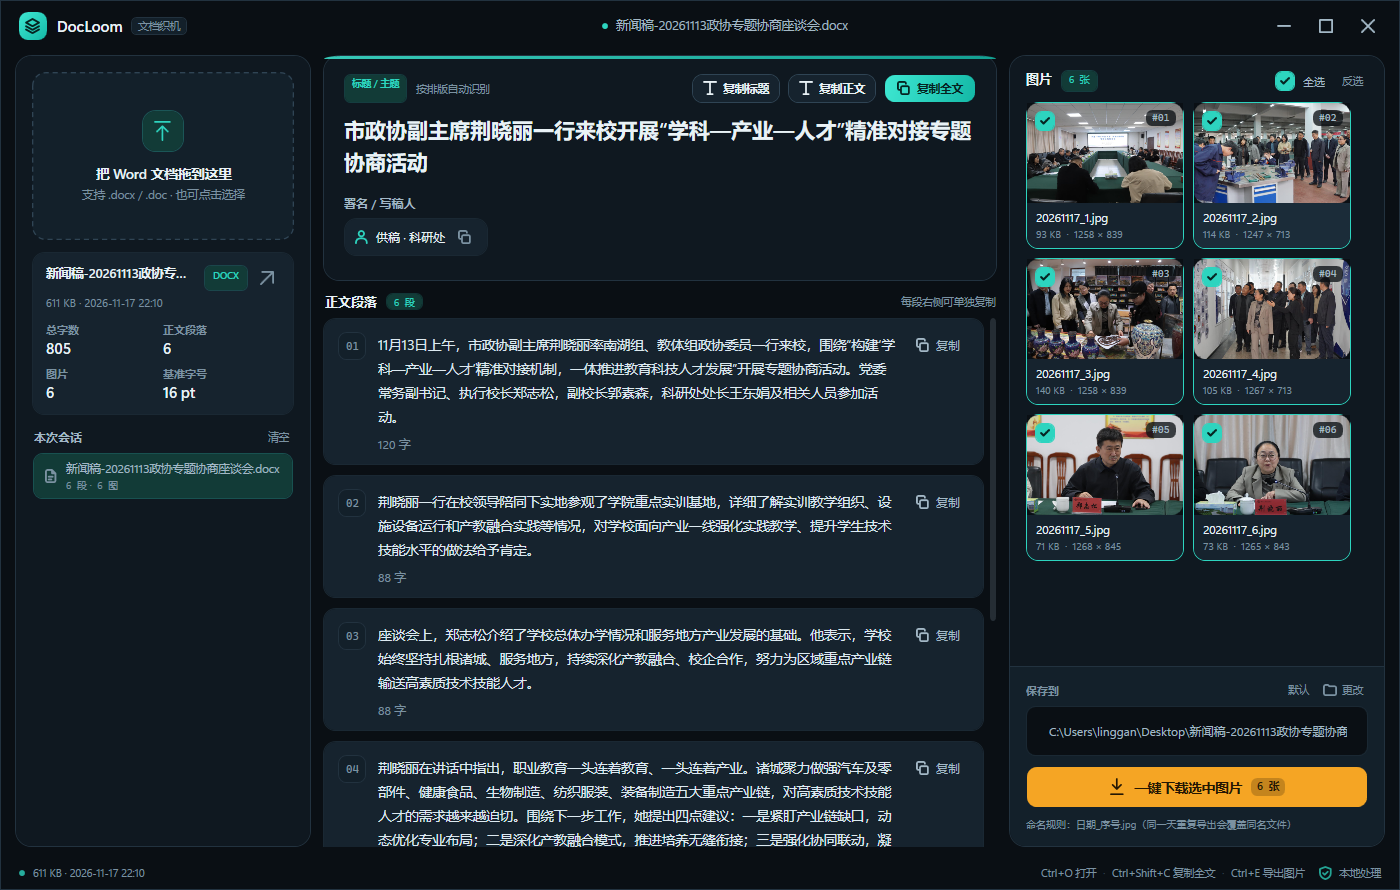 DocLoom 文档织机
新闻稿-20261113政协专题协商座谈会.docx
把 Word 文档拖到这里
支持 .docx / .doc · 也可点击选择
新闻稿-20261113政协专... DOCX
611 KB · 2026-11-17 22:10
总字数 正文段落
805 6
图片 基准字号
6 16 pt
本次会话 清空
新闻稿-20261113政协专题协商座谈会.docx
6 段 · 6 图
标题 / 主题 按排版自动识别 复制标题 复制正文 复制全文
市政协副主席荆晓丽一行来校开展“学科—产业—人才”精准对接专题
协商活动
署名 / 写稿人
供稿 · 科研处
正文段落 6 段 每段右侧可单独复制
01 11月13日上午，市政协副主席荆晓丽率南湖组、教体组政协委员一行来校，围绕“构建‘学 复制
科—产业—人才’精准对接机制，一体推进教育科技人才发展”开展专题协商活动。党委
常务副书记、执行校长郑志松，副校长郭素森，科研处处长王东娟及相关人员参加活
动。
120 字
02 荆晓丽一行在校领导陪同下实地参观了学院重点实训基地，详细了解实训教学组织、设 复制
施设备运行和产教融合实践等情况，对学校面向产业一线强化实践教学、提升学生技术
技能水平的做法给予肯定。
88 字
03 座谈会上，郑志松介绍了学校总体办学情况和服务地方产业发展的基础。他表示，学校 复制
始终坚持扎根诸城、服务地方，持续深化产教融合、校企合作，努力为区域重点产业链
输送高素质技术技能人才。
88 字
04 荆晓丽在讲话中指出，职业教育一头连着教育、一头连着产业。诸城聚力做强汽车及零 复制
部件、健康食品、生物制造、纺织服装、装备制造五大重点产业链，对高素质技术技能
人才的需求越来越迫切。围绕下一步工作，她提出四点建议：一是紧盯产业链缺口，动
态优化专业布局；二是深化产教融合模式，推进培养无缝衔接；三是强化协同联动，凝
图片 6 张 全选 反选
#01 #02
20261117_1.jpg 20261117_2.jpg
93 KB · 1258 × 839 114 KB · 1247 × 713
#03 #04
20261117_3.jpg 20261117_4.jpg
140 KB · 1258 × 839 105 KB · 1267 × 713
#05 #06
20261117_5.jpg 20261117_6.jpg
71 KB · 1268 × 845 73 KB · 1265 × 843
保存到 默认 更改
C:\Users\linggan\Desktop\新闻稿-20261113政协专题协商
一键下载选中图片 6 张
命名规则：日期_序号.jpg（同一天重复导出会覆盖同名文件）
611 KB · 2026-11-17 22:10
Ctrl+O 打开 · Ctrl+Shift+C 复制全文 · Ctrl+E 导出图片 本地处理